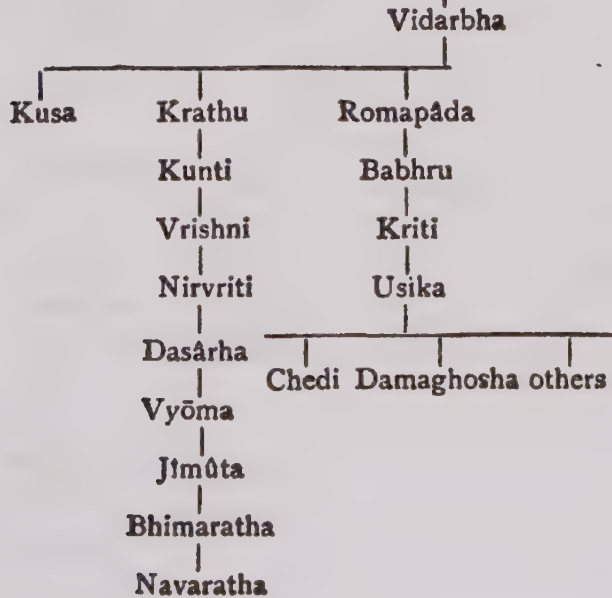 Vidarbha
Kusa Krathu Romapâda
Kunti Babhru
Vrishni Kriti
Nirvriti Usika
Dasârha
Chedi Damaghosha others
Vyōma
Jîmûta
Bhimaratha
Navaratha